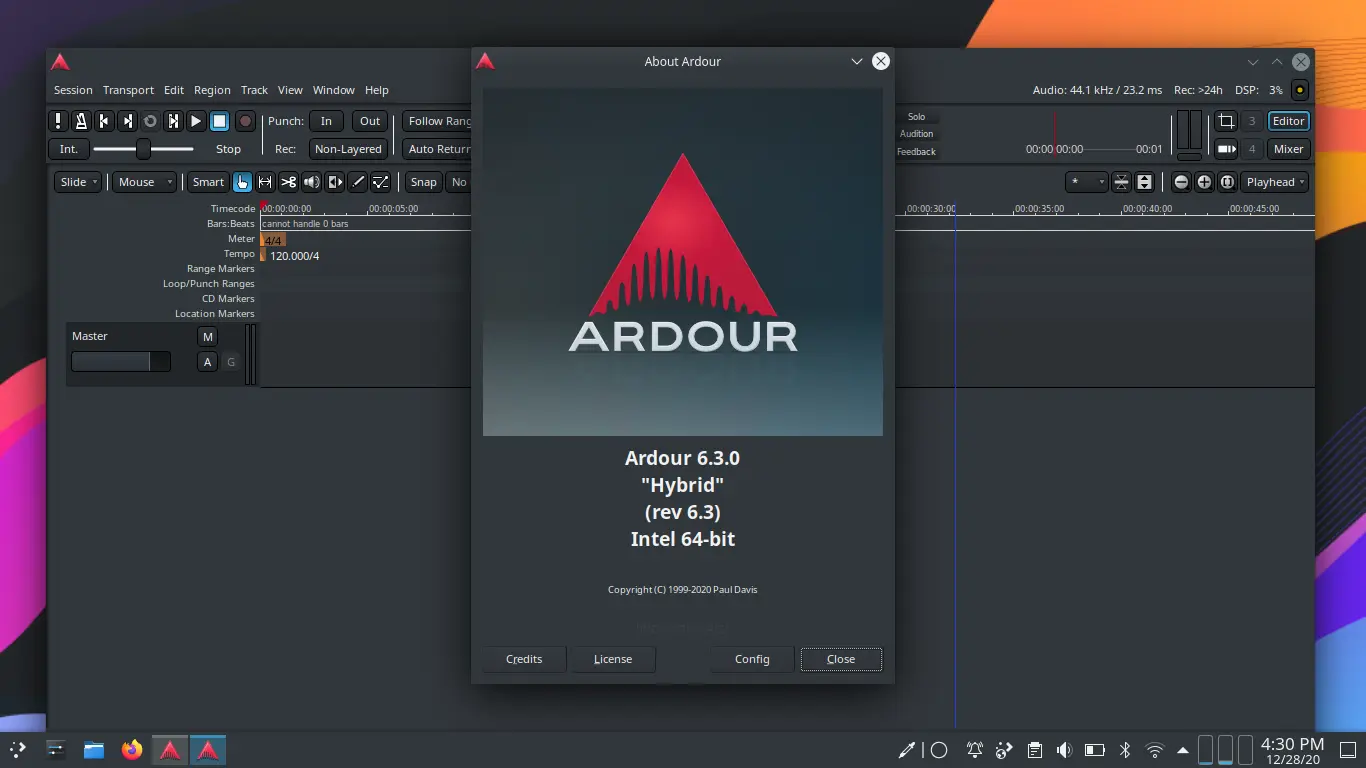 About Ardour
Session Transport Edit Region Track View Window Help
Audio: 44.1 kHz / 23.2 ms Rec: >24h DSP: 3%
Punch: In Out Follow Rang
Int. Stop Rec: Non-Layered Auto Return
Solo
Audition
Feedback
00:00:00:00 00:01
3 Editor
4 Mixer
Slide Mouse Smart Snap No
* Playhead
Timecode 00:00:00:00 00:00:05:00 00:00:30:00 00:00:35:00 00:00:40:00 00:00:45:00
Bars:Beats cannot handle 0 bars
Meter 4/4
Tempo 120.000/4
Range Markers
Loop/Punch Ranges
CD Markers
Location Markers
Master M
A G
ARDOUR
Ardour 6.3.0
"Hybrid"
(rev 6.3)
Intel 64-bit
Copyright (C) 1999-2020 Paul Davis
Credits License Config Close
4:30 PM
12/28/20